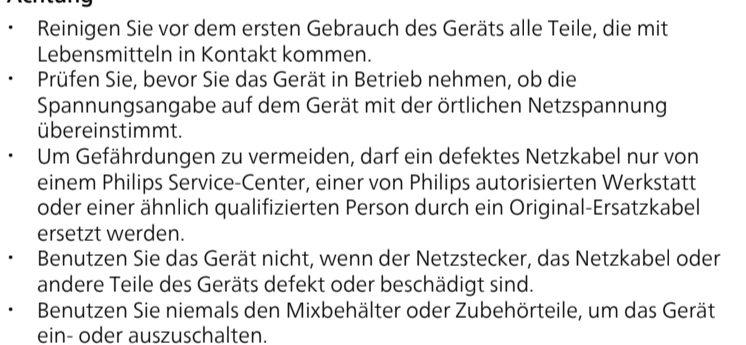 Achtung
· Reinigen Sie vor dem ersten Gebrauch des Geräts alle Teile, die mit
Lebensmitteln in Kontakt kommen.
· Prüfen Sie, bevor Sie das Gerät in Betrieb nehmen, ob die
Spannungsangabe auf dem Gerät mit der örtlichen Netzspannung
übereinstimmt.
· Um Gefährdungen zu vermeiden, darf ein defektes Netzkabel nur von
einem Philips Service-Center, einer von Philips autorisierten Werkstatt
oder einer ähnlich qualifizierten Person durch ein Original-Ersatzkabel
ersetzt werden.
· Benutzen Sie das Gerät nicht, wenn der Netzstecker, das Netzkabel oder
andere Teile des Geräts defekt oder beschädigt sind.
· Benutzen Sie niemals den Mixbehälter oder Zubehörteile, um das Gerät
ein- oder auszuschalten.